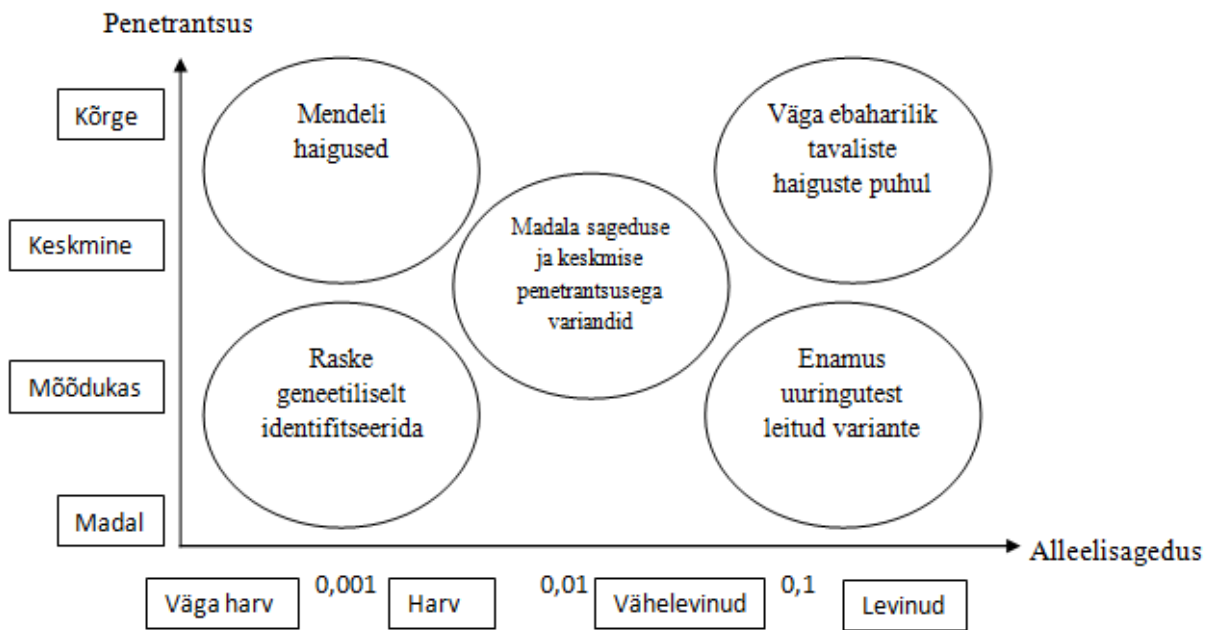 Penetrantsus
Kõrge
Mendeli
haigused
Väga ebaharilik
tavaliste
haiguste puhul
Keskmine
Madala sageduse
ja keskmise
penetrantsusega
variandid
Mõõdukas
Raske
geneetiliselt
identifitseerida
Enamus
uuringutest
leitud variante
Madal
Alleelisagedus
Väga harv
0,001
Harv
0,01
Vähelevinud
0,1
Levinud